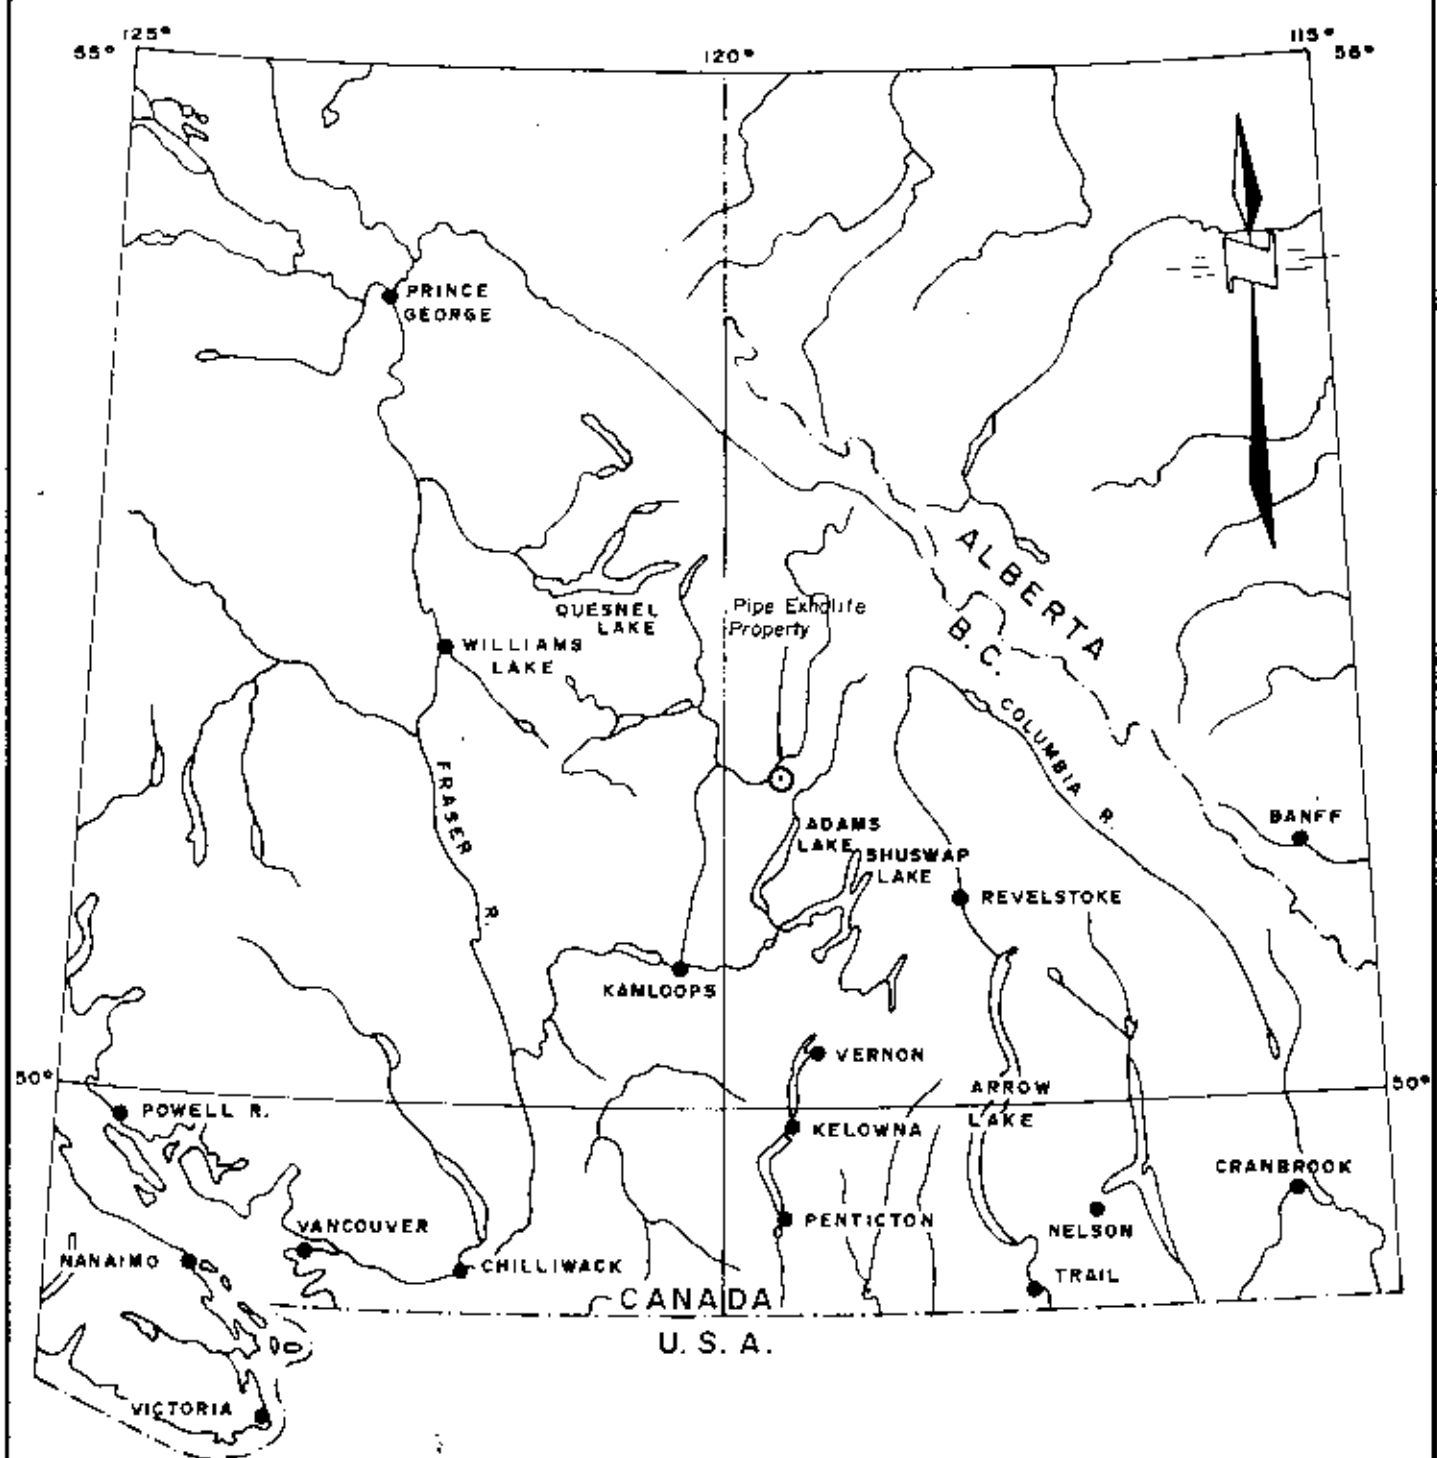 125°
115°
55°
120°
56°
PRINCE
GEORGE
ALBERTA
B.C.
QUESNEL
LAKE
Pipe Exhalite
Property
WILLIAMS
LAKE
COLUMBIA R.
FRASER R.
ADAMS
LAKE
BANFF
SHUSWAP
LAKE
REVELSTOKE
KAMLOOPS
VERNON
50°
50°
ARROW
LAKE
POWELL R.
KELOWNA
CRANBROOK
VANCOUVER
PENTICTON
NELSON
NANAIMO
CHILLIWACK
TRAIL
CANADA
U.S.A.
VICTORIA